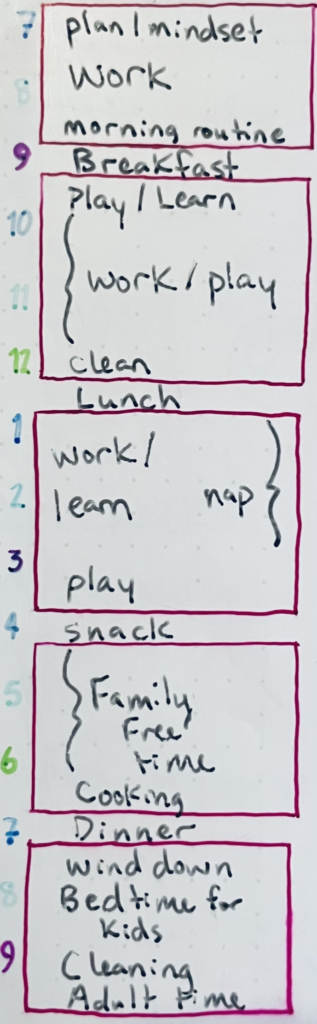 7 plan/mindset
8 Work
morning routine
9 Breakfast
Play / Learn
10
work / play
11
12 clean
Lunch
1
work/
2 learn nap
3
play
4 snack
5 Family
Free
6 time
Cooking
7 Dinner
wind down
8 Bedtime for
Kids
9 Cleaning
Adult time